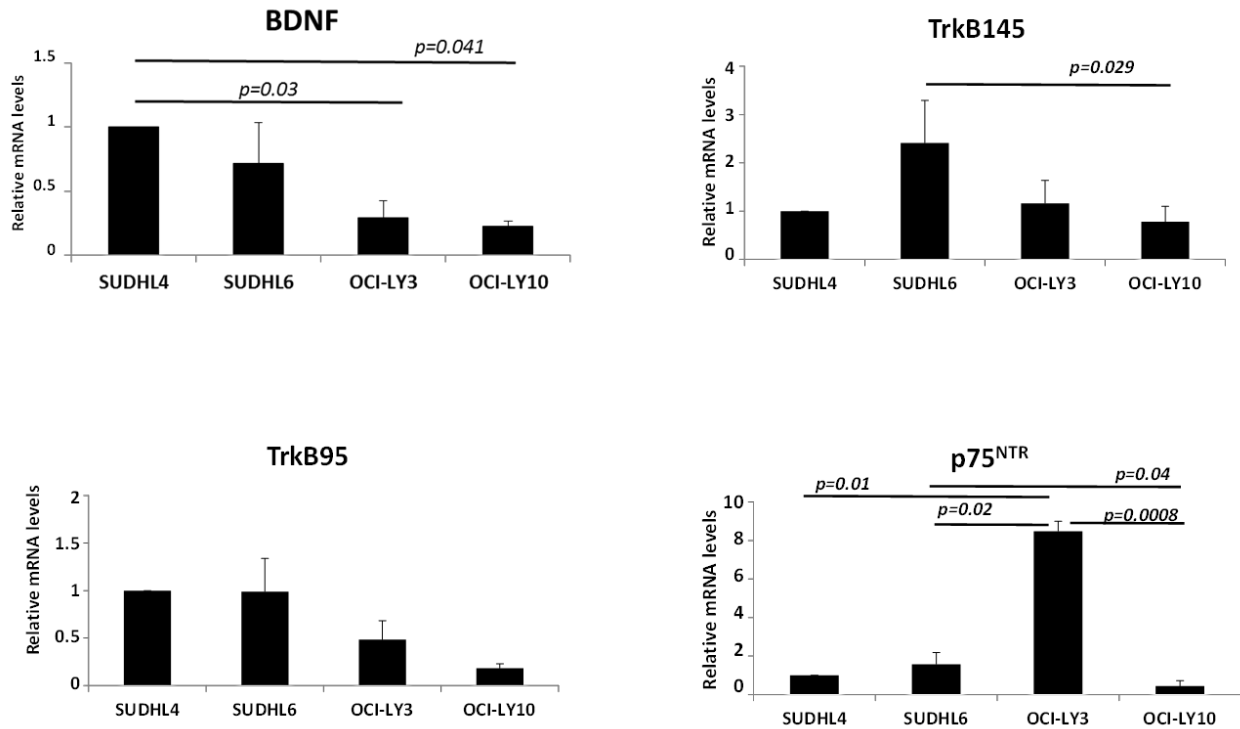 BDNF
p=0.041
p=0.03
Relative mRNA levels
1.5
1
0.5
0
SUDHL4 SUDHL6 OCI-LY3 OCI-LY10
TrkB145
p=0.029
Relative mRNA levels
4
3
2
1
0
SUDHL4 SUDHL6 OCI-LY3 OCI-LY10
TrkB95
Relative mRNA levels
2
1.5
1
0.5
0
SUDHL4 SUDHL6 OCI-LY3 OCI-LY10
p75NTR
p=0.01 p=0.04
p=0.02 p=0.0008
Relative mRNA levels
10
8
6
4
2
0
SUDHL4 SUDHL6 OCI-LY3 OCI-LY10